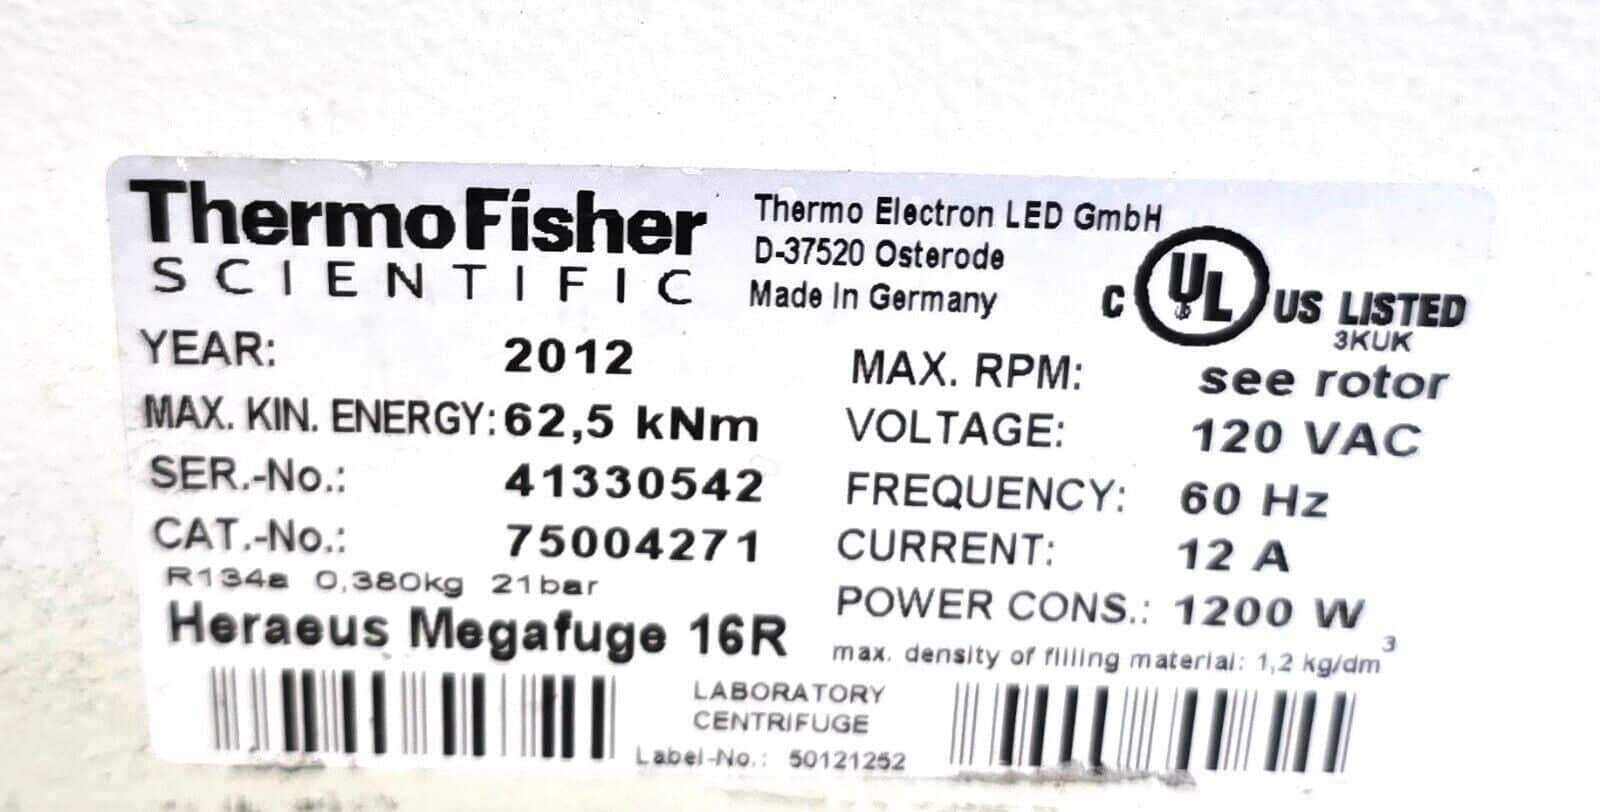 ThermoFisher
SCIENTIFIC
Thermo Electron LED GmbH
D-37520 Osterode
Made In Germany
C UL US LISTED
3KUK
YEAR: 2012
MAX. KIN. ENERGY: 62,5 kNm
SER.-No.: 41330542
CAT.-No.: 75004271
R134a 0,380kg 21bar
Heraeus Megafuge 16R
MAX. RPM: see rotor
VOLTAGE: 120 VAC
FREQUENCY: 60 Hz
CURRENT: 12 A
POWER CONS.: 1200 W
max. density of filling material: 1,2 kg/dm³
LABORATORY
CENTRIFUGE
Label-No.: 50121252